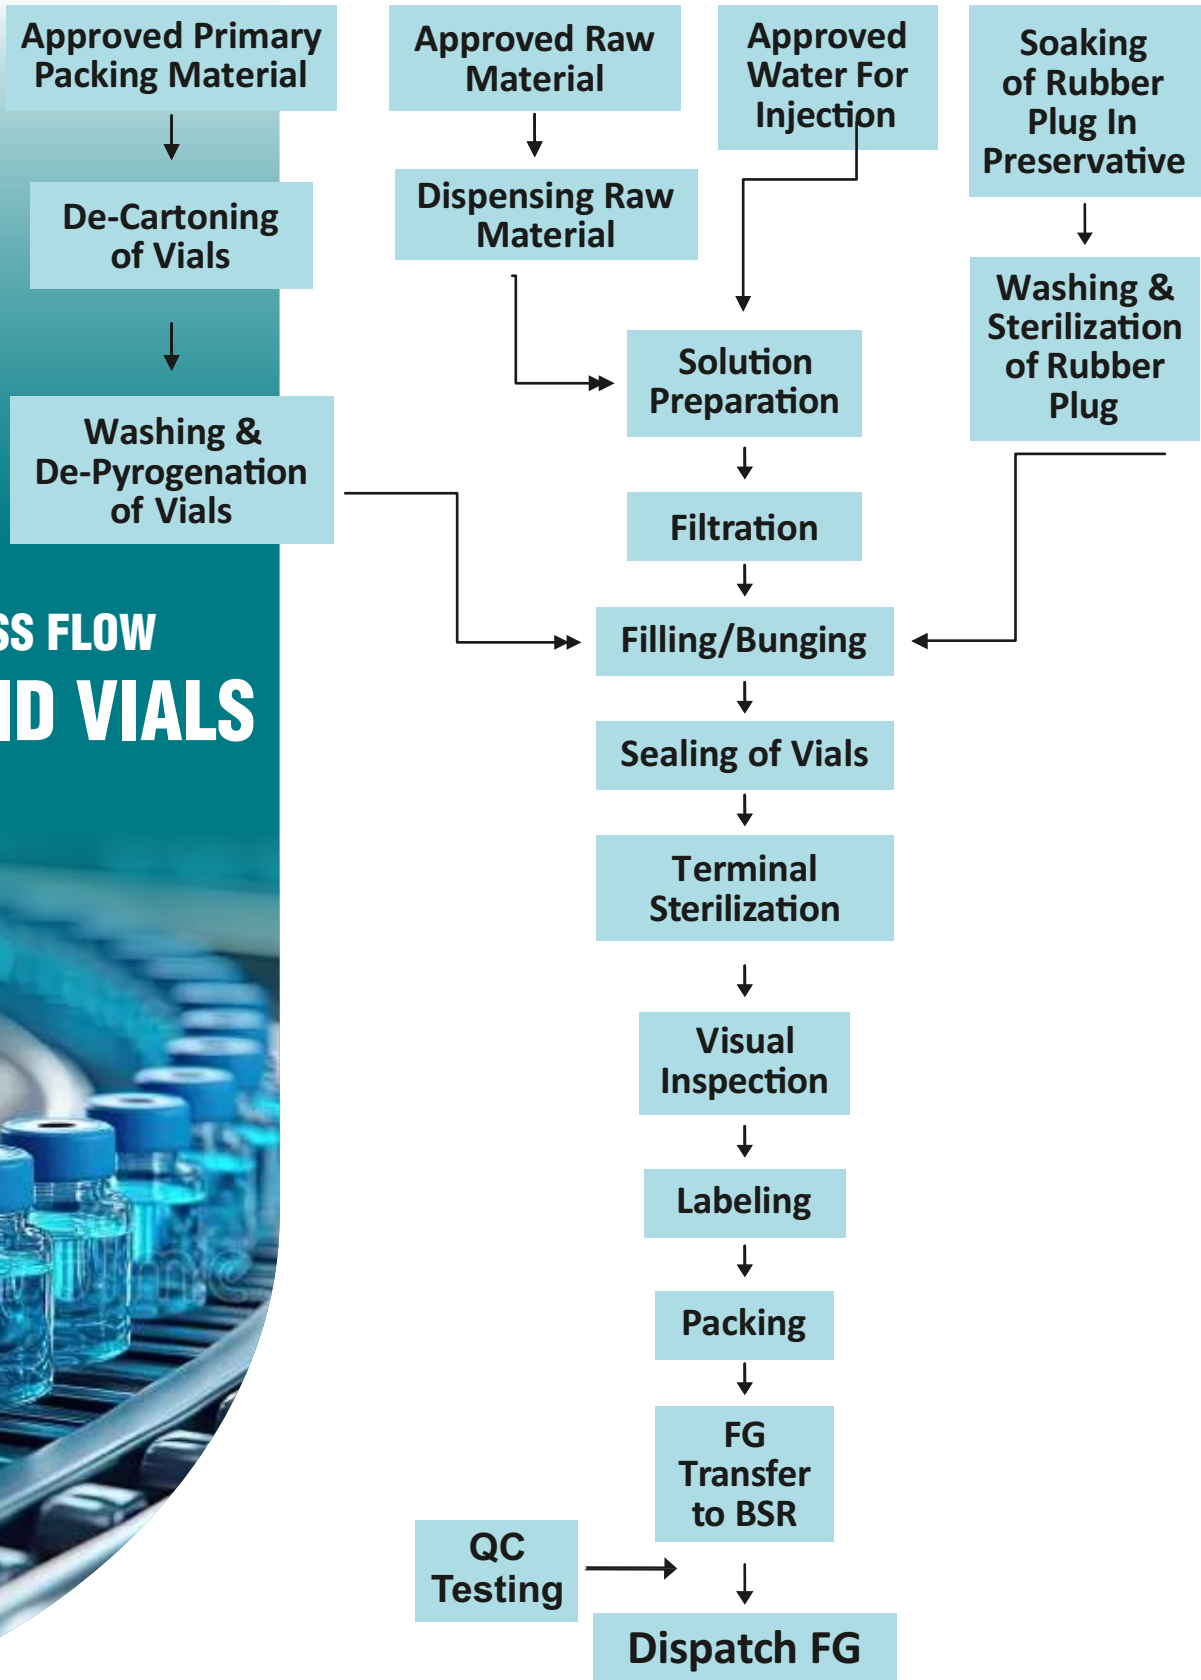 Approved Primary
Packing Material
Approved Raw
Material
Approved
Water For
Injection
Soaking
of Rubber
Plug In
Preservative
De-Cartoning
of Vials
Dispensing Raw
Material
Washing &
Sterilization
of Rubber
Plug
Solution
Preparation
Washing &
De-Pyrogenation
of Vials
Filtration
SS FLOW
ID VIALS
Filling/Bunging
Sealing of Vials
Terminal
Sterilization
Visual
Inspection
Labeling
Packing
FG
Transfer
to BSR
QC
Testing
Dispatch FG